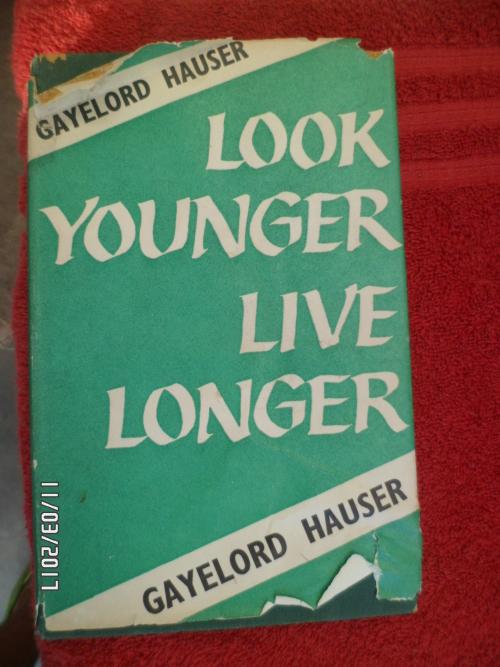 GAYELORD HAUSER
LOOK
YOUNGER
LIVE
LONGER
GAYELORD HAUSER
11/03/2017